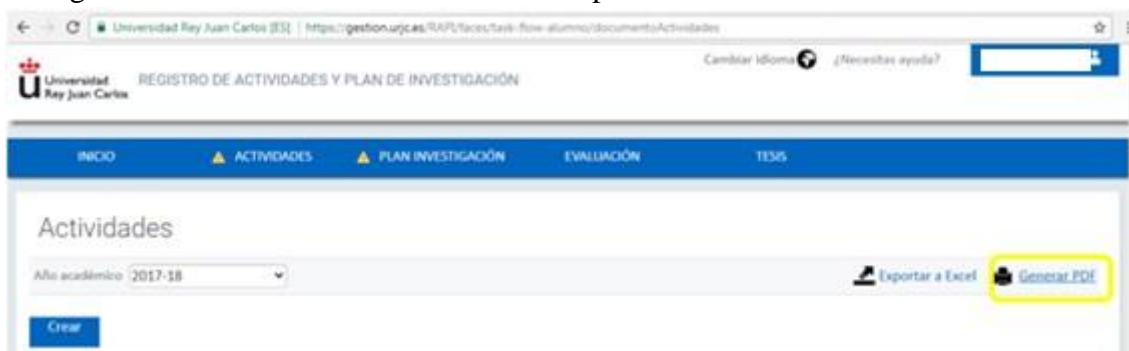 Universidad Rey Juan Carlos [ES] | https://gestion.urjc.es/RAPI/faces/task-flow-alumno/documentoActividades
Cambiar Idioma ¿Necesitas ayuda?
Universidad
Rey Juan Carlos
REGISTRO DE ACTIVIDADES Y PLAN DE INVESTIGACIÓN
INICIO ACTIVIDADES PLAN INVESTIGACIÓN EVALUACIÓN TESIS
Actividades
Año académico 2017-18 Exportar a Excel Generar PDF
Crear